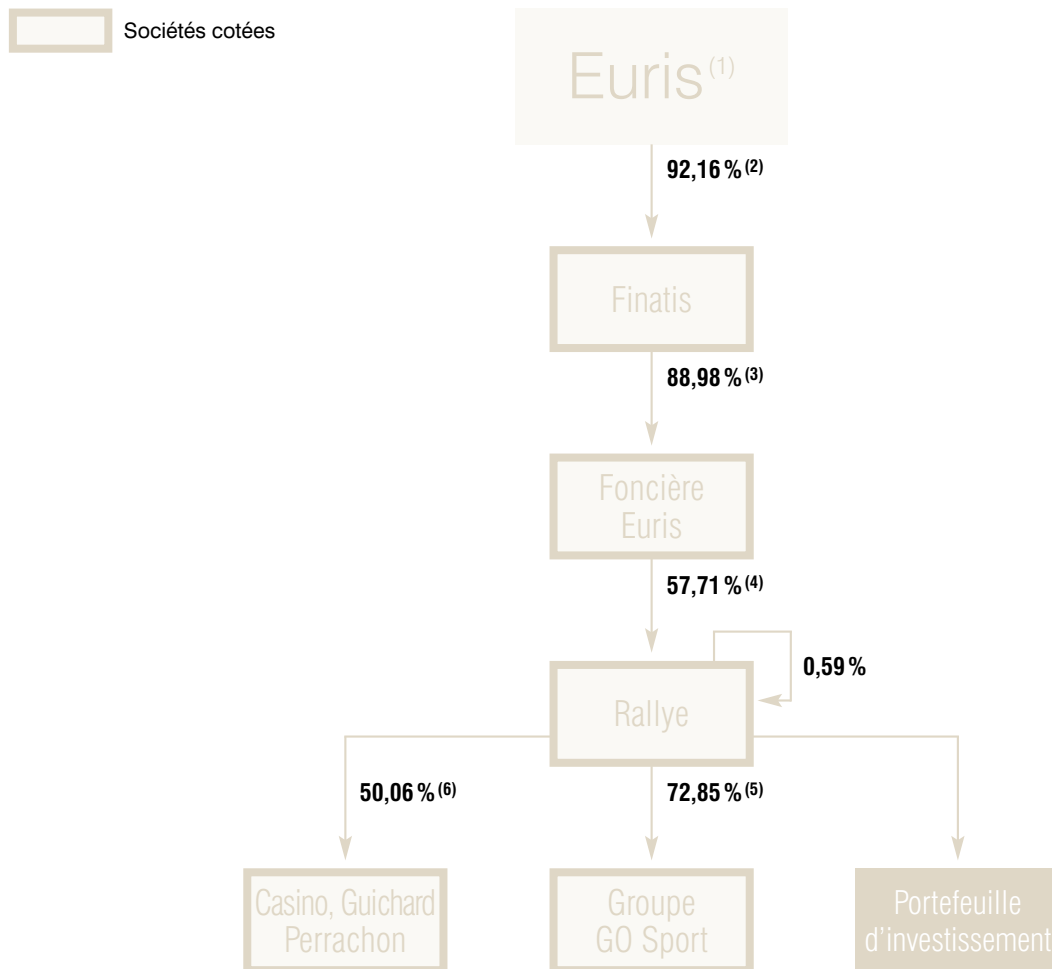 Sociétés cotées
Euris (1)
92,16 % (2)
Finatis
88,98 % (3)
Foncière
Euris
57,71 % (4)
0,59 %
Rallye
50,06 % (6)
72,85 % (5)
Casino, Guichard
Perrachon
Groupe
GO Sport
Portefeuille
d'investissement